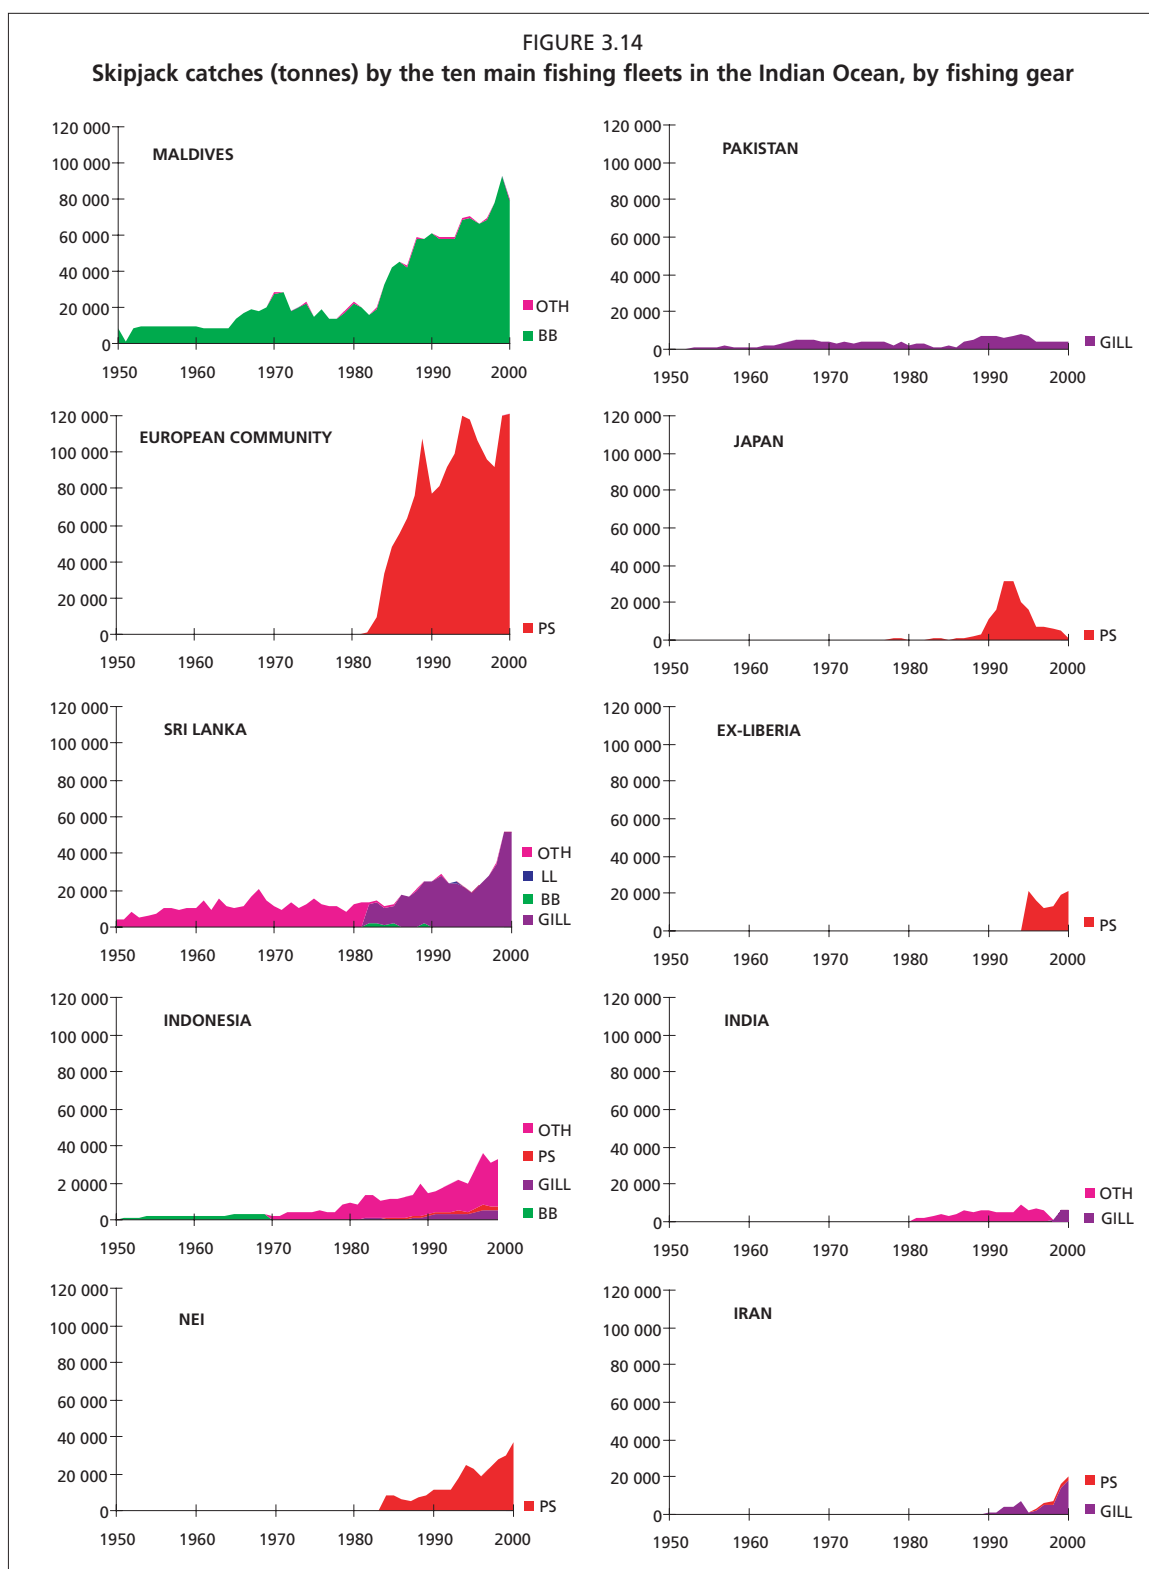 FIGURE 3.14
Skipjack catches (tonnes) by the ten main fishing fleets in the Indian Ocean, by fishing gear
MALDIVES
120 000
100 000
80 000
60 000
40 000
20 000
0
OTH
BB
1950 1960 1970 1980 1990 2000
PAKISTAN
120 000
100 000
80 000
60 000
40 000
20 000
0
GILL
1950 1960 1970 1980 1990 2000
EUROPEAN COMMUNITY
120 000
100 000
80 000
60 000
40 000
20 000
0
PS
1950 1960 1970 1980 1990 2000
JAPAN
120 000
100 000
80 000
60 000
40 000
20 000
0
PS
1950 1960 1970 1980 1990 2000
SRI LANKA
120 000
100 000
80 000
60 000
40 000
20 000
0
OTH
LL
BB
GILL
1950 1960 1970 1980 1990 2000
EX-LIBERIA
120 000
100 000
80 000
60 000
40 000
20 000
0
PS
1950 1960 1970 1980 1990 2000
INDONESIA
120 000
100 000
80 000
60 000
40 000
2 0000
0
OTH
PS
GILL
BB
1950 1960 1970 1980 1990 2000
INDIA
120 000
100 000
80 000
60 000
40 000
20 000
0
OTH
GILL
1950 1960 1970 1980 1990 2000
NEI
120 000
100 000
80 000
60 000
40 000
20 000
0
PS
1950 1960 1970 1980 1990 2000
IRAN
120 000
100 000
80 000
60 000
40 000
20 000
0
PS
GILL
1950 1960 1970 1980 1990 2000